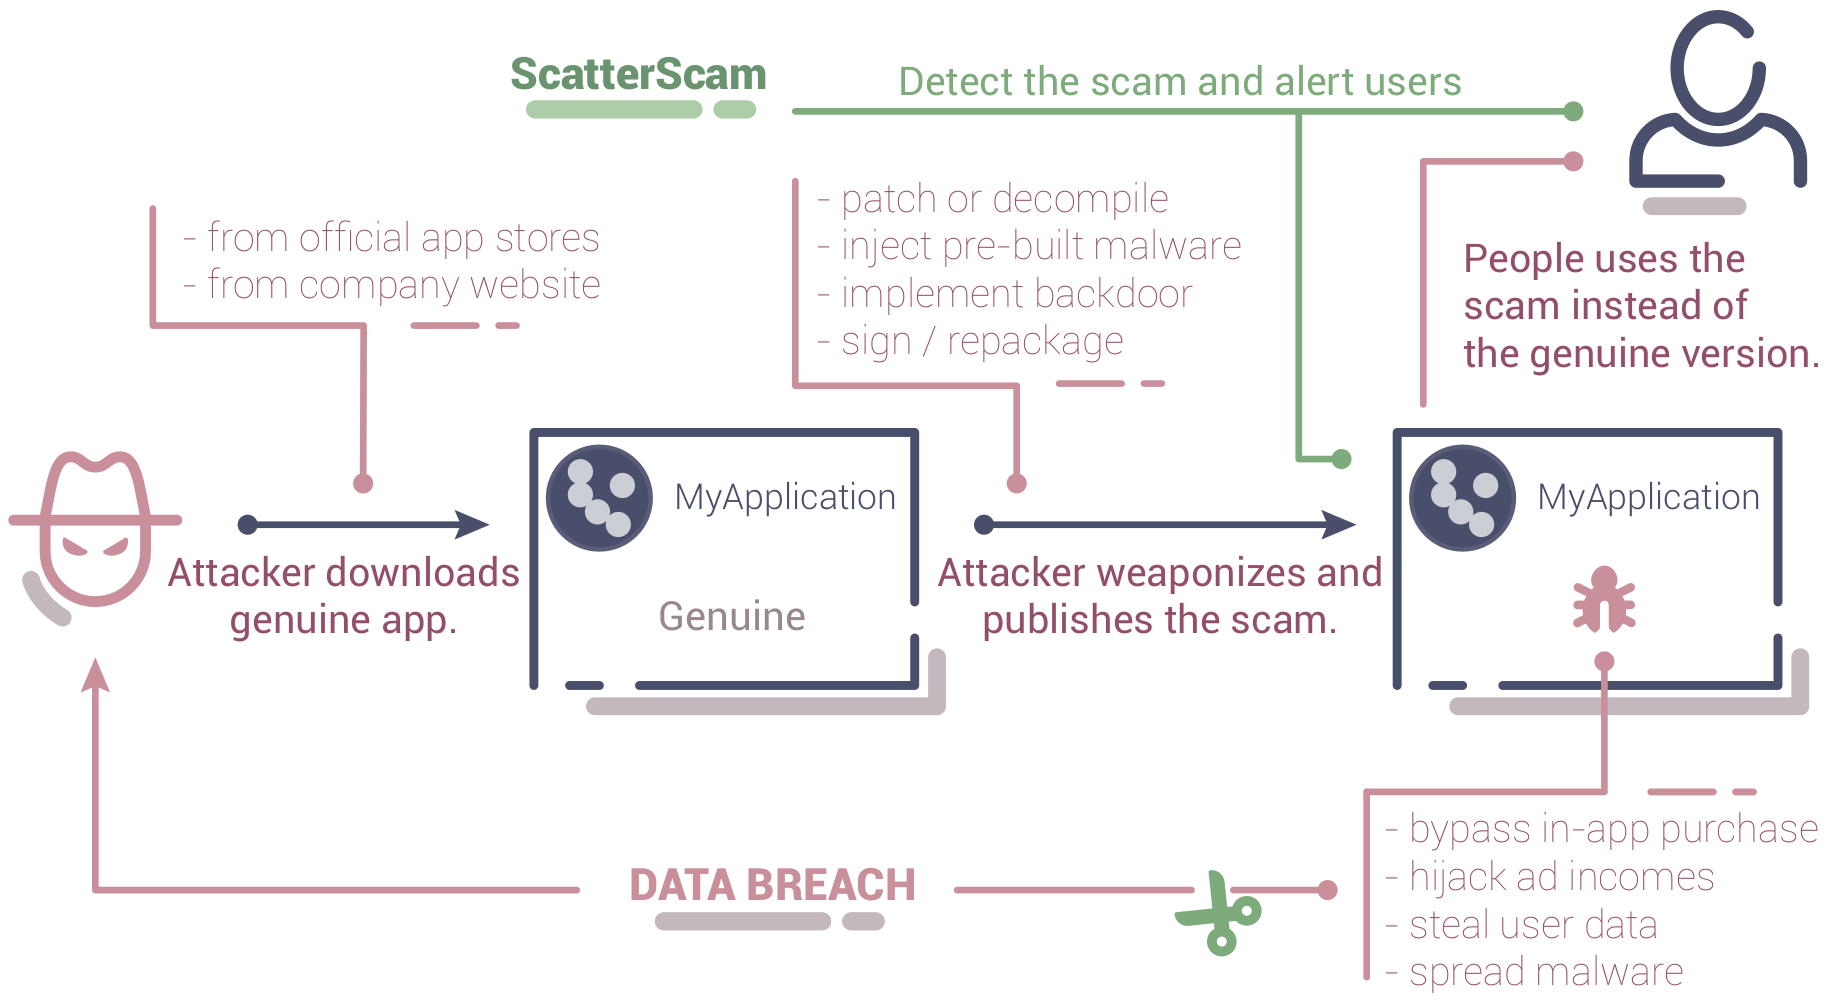 ScatterScam
Detect the scam and alert users
- from official app stores
- from company website
- patch or decompile
- inject pre-built malware
- implement backdoor
- sign / repackage
People uses the
scam instead of
the genuine version.
MyApplication
Genuine
MyApplication
Attacker downloads
genuine app.
Attacker weaponizes and
publishes the scam.
DATA BREACH
- bypass in-app purchase
- hijack ad incomes
- steal user data
- spread malware